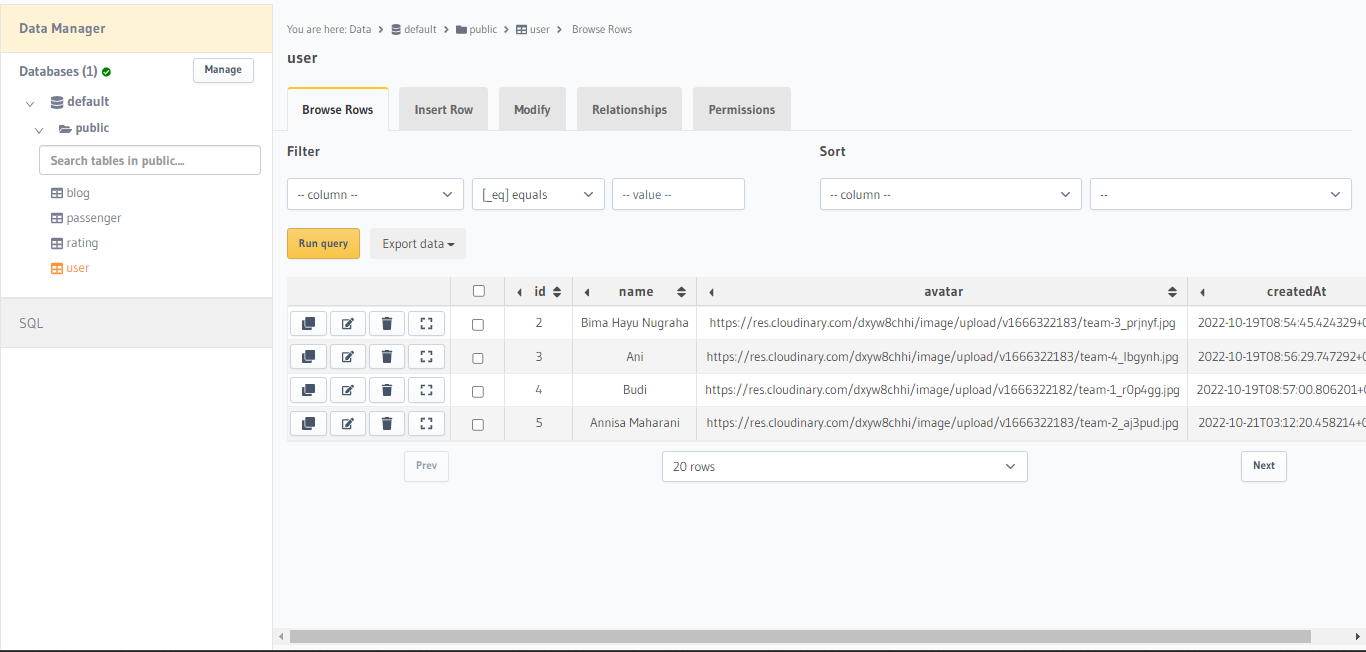 Data Manager
Databases (1)
Manage
default
public
Search tables in public....
blog
passenger
rating
user
SQL
You are here: Data > default > public > user > Browse Rows
user
Browse Rows Insert Row Modify Relationships Permissions
Filter Sort
-- column -- [_eq] equals -- value -- -- column -- --
Run query Export data
id name avatar createdAt
2 Bima Hayu Nugraha https://res.cloudinary.com/dxyw8chhi/image/upload/v1666322183/team-3_prjnyf.jpg 2022-10-19T08:54:45.424329+0
3 Ani https://res.cloudinary.com/dxyw8chhi/image/upload/v1666322183/team-4_lbgynh.jpg 2022-10-19T08:56:29.747292+0
4 Budi https://res.cloudinary.com/dxyw8chhi/image/upload/v1666322182/team-1_r0p4gg.jpg 2022-10-19T08:57:00.806201+0
5 Annisa Maharani https://res.cloudinary.com/dxyw8chhi/image/upload/v1666322183/team-2_aj3pud.jpg 2022-10-21T03:12:20.458214+0
Prev 20 rows Next